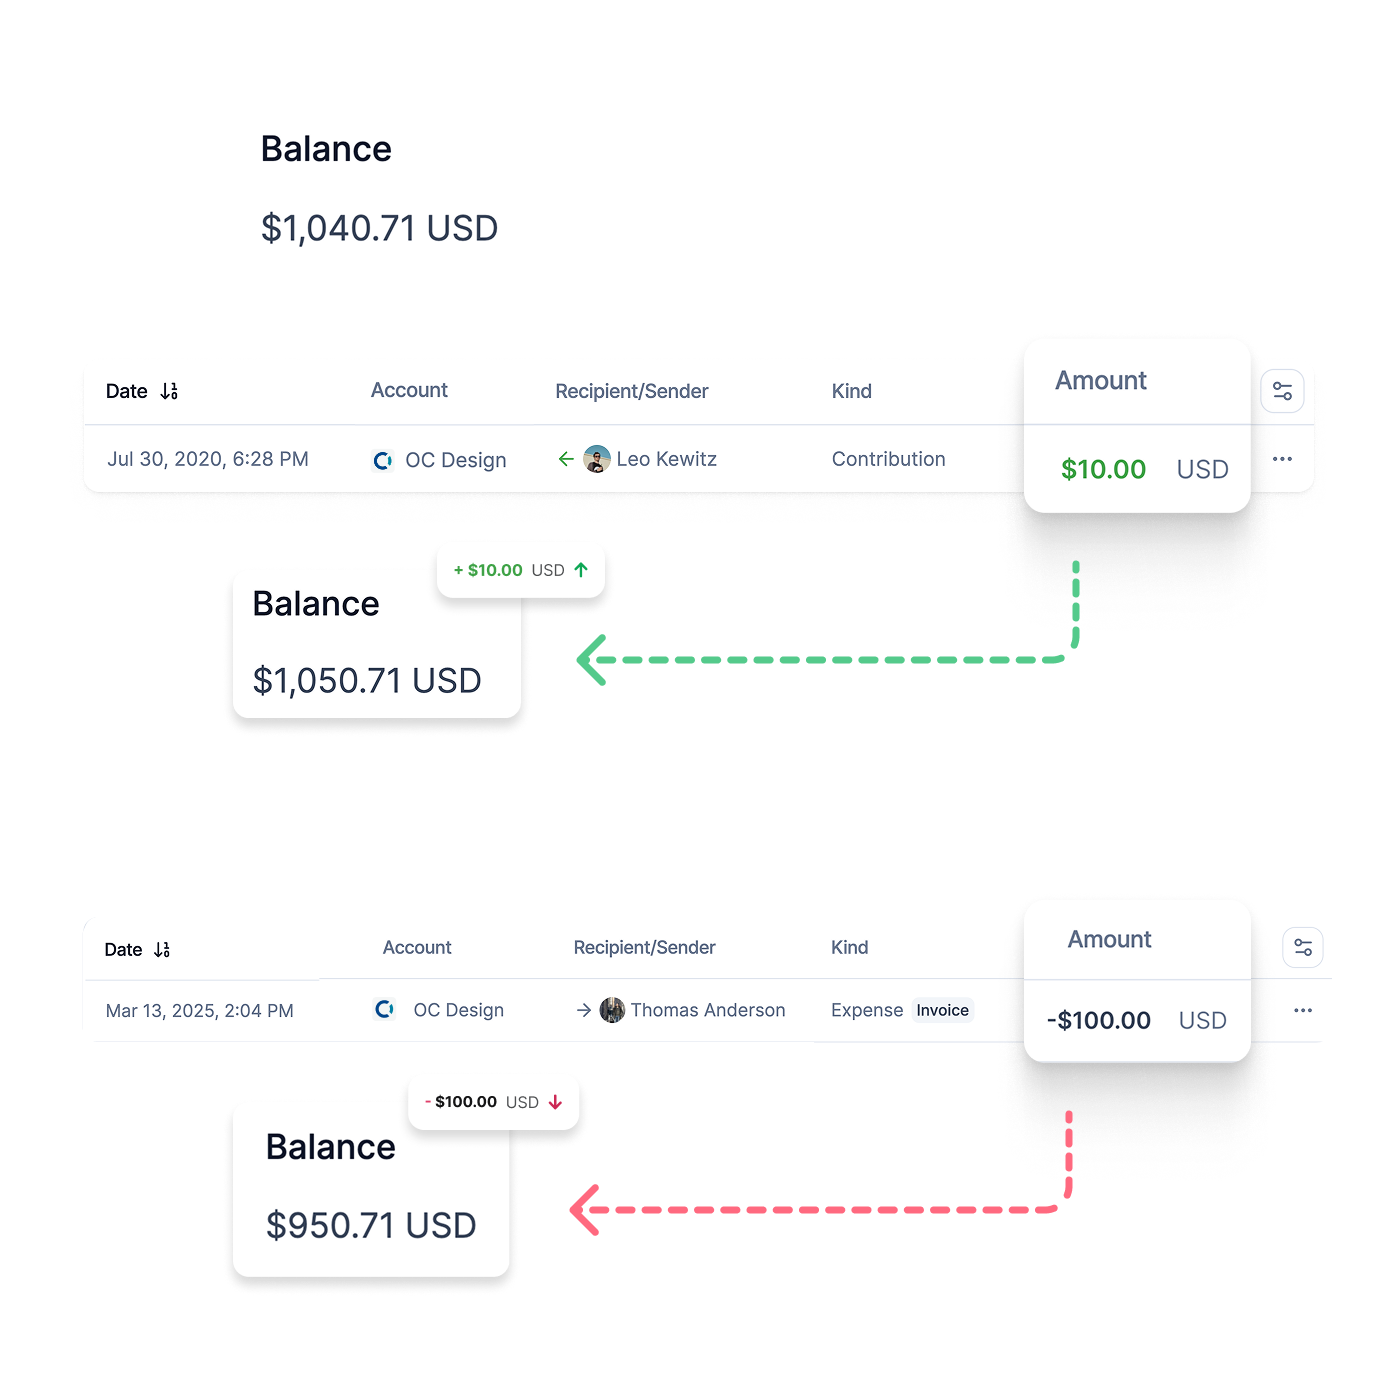 Balance
$1,040.71 USD
Date Account Recipient/Sender Kind Amount
Jul 30, 2020, 6:28 PM OC Design Leo Kewitz Contribution $10.00 USD
+ $10.00 USD
Balance
$1,050.71 USD
Date Account Recipient/Sender Kind Amount
Mar 13, 2025, 2:04 PM OC Design Thomas Anderson Expense Invoice -$100.00 USD
- $100.00 USD
Balance
$950.71 USD